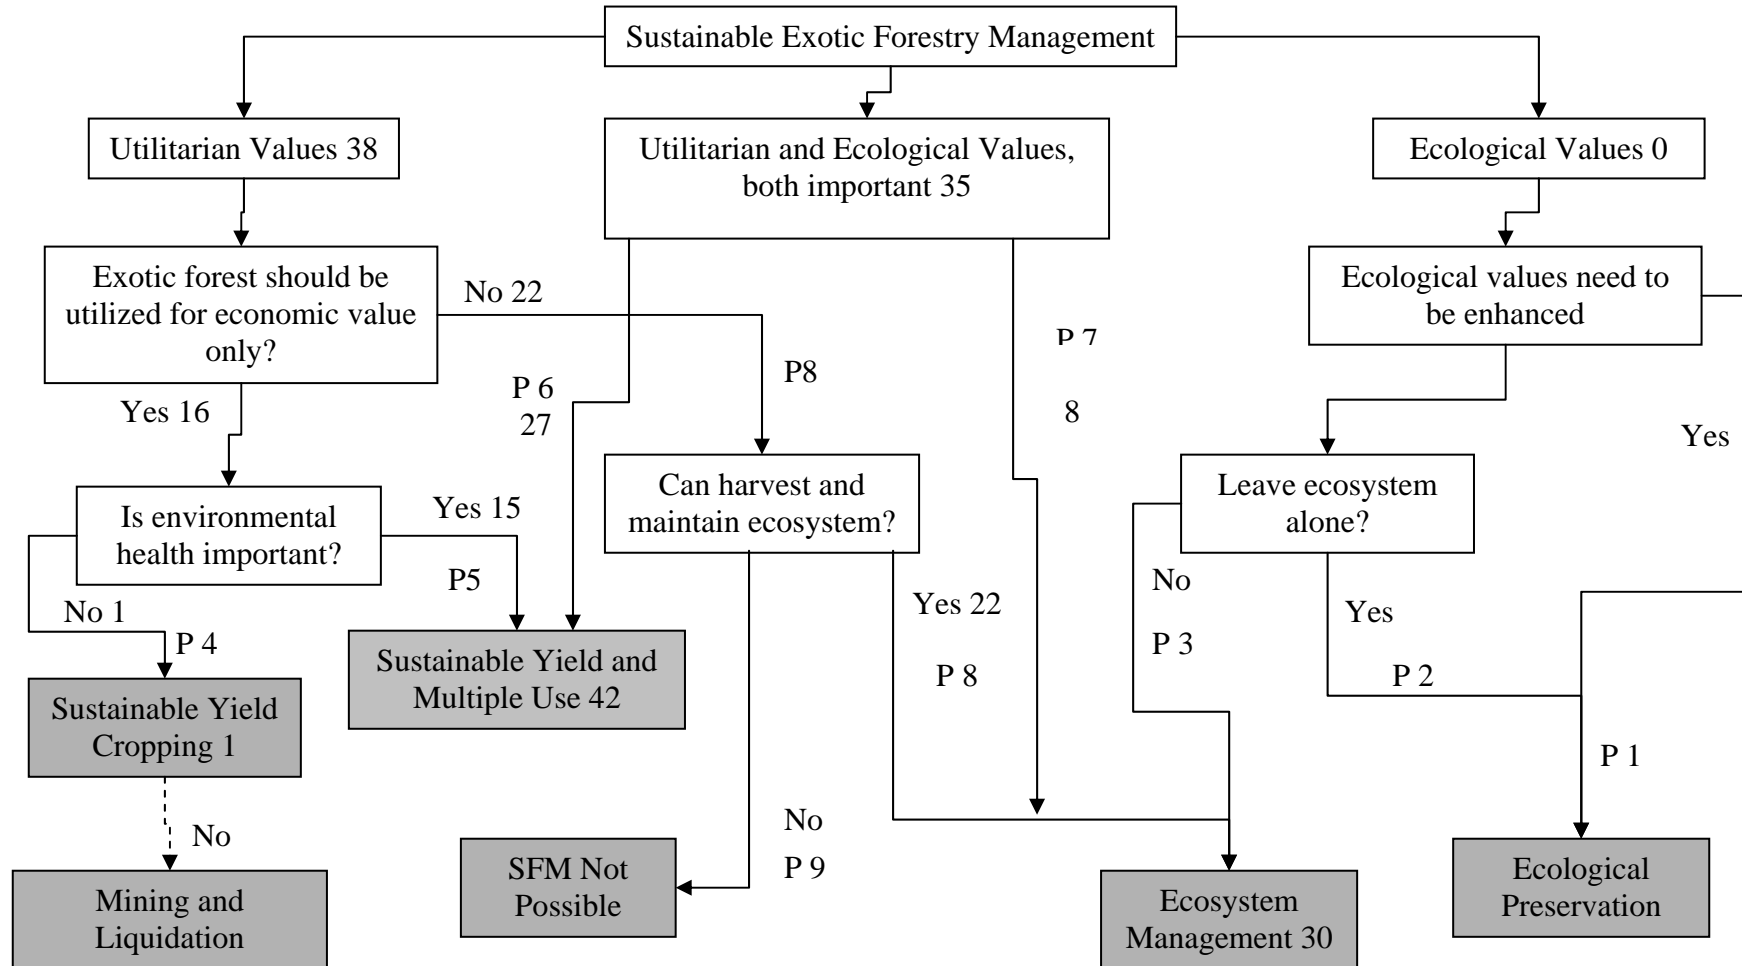 Sustainable Exotic Forestry Management
Utilitarian Values 38
Utilitarian and Ecological Values,
both important 35
Ecological Values 0
Exotic forest should be
utilized for economic value
only?
No 22
Ecological values need to
be enhanced
P 7
8
P8
P 6
27
Yes 16
Yes
Is environmental
health important?
Yes 15
P5
Can harvest and
maintain ecosystem?
Leave ecosystem
alone?
No 1
P 4
Yes 22
P 8
No
P 3
Yes
P 2
P 1
Sustainable Yield
Cropping 1
Sustainable Yield and
Multiple Use 42
No
No
P 9
SFM Not
Possible
Mining and
Liquidation
Ecosystem
Management 30
Ecological
Preservation